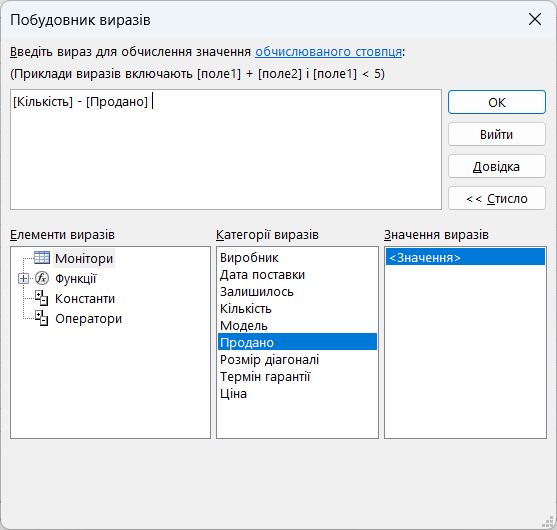 Побудовник виразів
Введіть вираз для обчислення значення обчислюваного стовпця:
(Приклади виразів включають [поле1] + [поле2] і [поле1] < 5)
[Кількість] - [Продано]
ОК
Вийти
Довідка
<< Стисло
Елементи виразів
Монітори
Функції
Константи
Оператори
Категорії виразів
Виробник
Дата поставки
Залишилось
Кількість
Модель
Продано
Розмір діагоналі
Термін гарантії
Ціна
Значення виразів
<Значення>